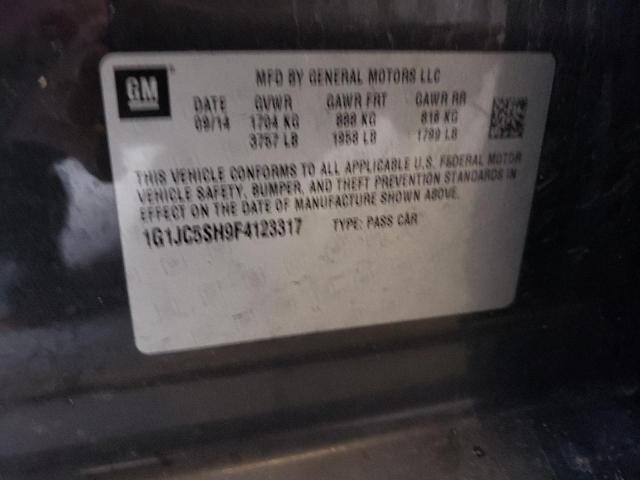 GM
MFD BY GENERAL MOTORS LLC
DATE GVWR GAWR FRT GAWR RR
09/14 1704 KG 888 KG 816 KG
3757 LB 1958 LB 1799 LB
THIS VEHICLE CONFORMS TO ALL APPLICABLE U.S. FEDERAL MOTOR
VEHICLE SAFETY, BUMPER, AND THEFT PREVENTION STANDARDS IN
EFFECT ON THE DATE OF MANUFACTURE SHOWN ABOVE.
1G1JC5SH9F4123317 TYPE: PASS CAR